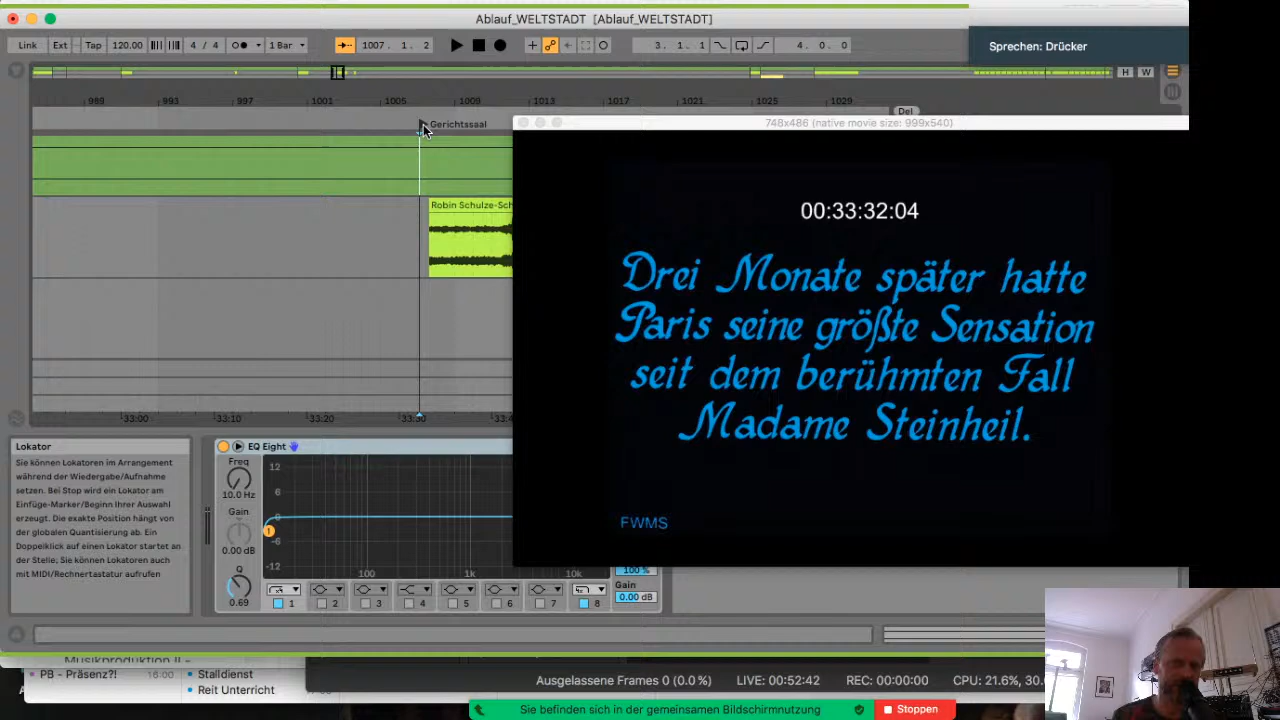 Ablauf_WELTSTADT [Ablauf_WELTSTADT]
Link Ext Tap 120.00 4 / 4 1 Bar 1007. 1. 2 3. 1. 1 4. 0. 0
Sprechen: Drücker
H W
989 993 997 1001 1005 1009 1013 1017 1021 1025 1029
Del
Gerichtssaal
748x486 (native movie size: 999x540)
Robin Schulze-Sch
00:33:32:04
Drei Monate später hatte
Paris seine größte Sensation
seit dem berühmten Fall
Madame Steinheil.
FWMS
33:00 33:10 33:20 33:30 33:4
Lokator
Sie können Lokatoren im Arrangement
während der Wiedergabe/Aufnahme
setzen. Bei Stop wird ein Lokator am
Einfüge-Marker/Beginn Ihrer Auswahl
erzeugt. Die exakte Position hängt von
der globalen Quantisierung ab. Ein
Doppelklick auf einen Lokator startet an
der Stelle; Sie können Lokatoren auch
mit MIDI/Rechnertastatur aufrufen
EQ Eight
Freq
10.0 Hz
Gain
0.00 dB
Q
0.69
12
6
0
-6
-12
100 1k 10k
1 2 3 4 5 6 7 8
100 %
Gain
0.00 dB
Musikproduktion II -
PB - Präsenz?! 16:00
Stalldienst
Reit Unterricht
Ausgelassene Frames 0 (0.0 %) LIVE: 00:52:42 REC: 00:00:00 CPU: 21.6%, 30.
Sie befinden sich in der gemeinsamen Bildschirmnutzung
Stoppen